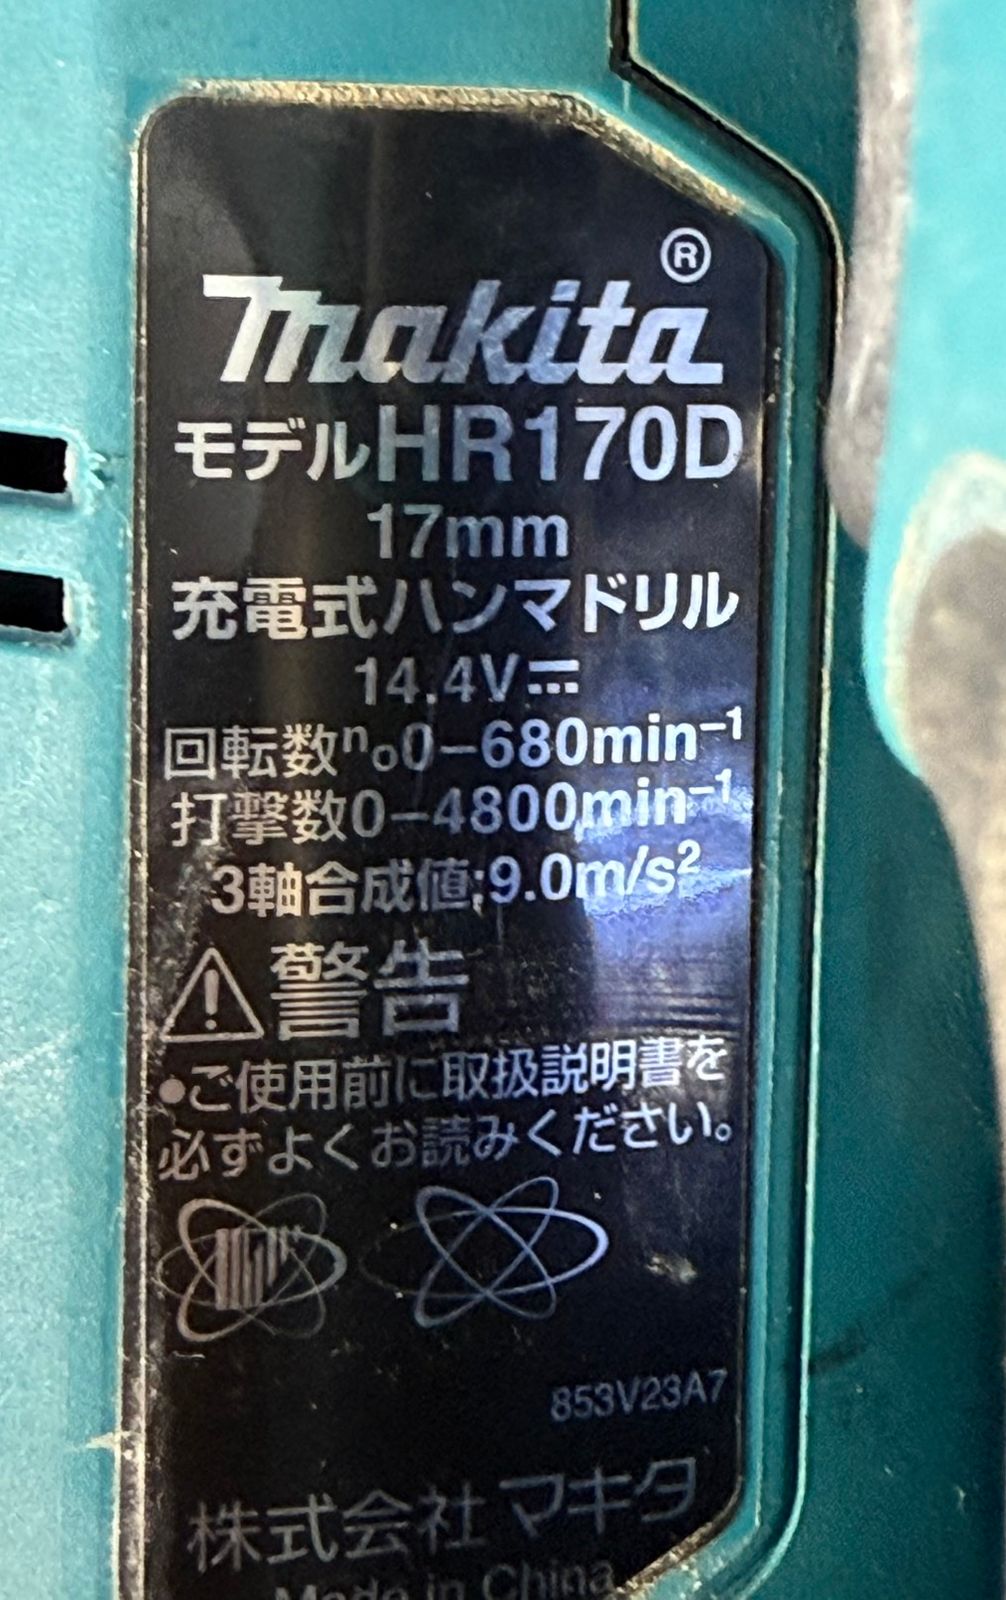 makita®
モデルHR170D
17mm
充電式ハンマドリル
14.4V⎓
回転数n₀0−680min⁻¹
打撃数0−4800min⁻¹
3軸合成値;9.0m/s²
⚠警告
●ご使用前に取扱説明書を
必ずよくお読みください。
853V23A7
株式会社マキタ
Made in China